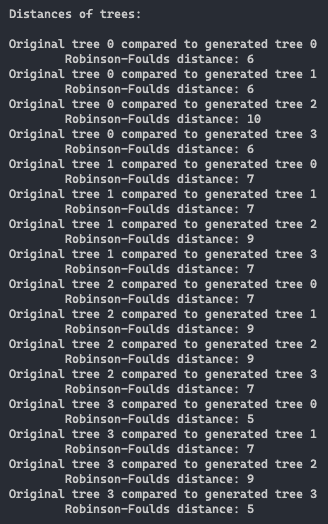 Distances of trees:
Original tree 0 compared to generated tree 0
Robinson-Foulds distance: 6
Original tree 0 compared to generated tree 1
Robinson-Foulds distance: 6
Original tree 0 compared to generated tree 2
Robinson-Foulds distance: 10
Original tree 0 compared to generated tree 3
Robinson-Foulds distance: 6
Original tree 1 compared to generated tree 0
Robinson-Foulds distance: 7
Original tree 1 compared to generated tree 1
Robinson-Foulds distance: 7
Original tree 1 compared to generated tree 2
Robinson-Foulds distance: 9
Original tree 1 compared to generated tree 3
Robinson-Foulds distance: 7
Original tree 2 compared to generated tree 0
Robinson-Foulds distance: 7
Original tree 2 compared to generated tree 1
Robinson-Foulds distance: 9
Original tree 2 compared to generated tree 2
Robinson-Foulds distance: 9
Original tree 2 compared to generated tree 3
Robinson-Foulds distance: 7
Original tree 3 compared to generated tree 0
Robinson-Foulds distance: 5
Original tree 3 compared to generated tree 1
Robinson-Foulds distance: 7
Original tree 3 compared to generated tree 2
Robinson-Foulds distance: 9
Original tree 3 compared to generated tree 3
Robinson-Foulds distance: 5